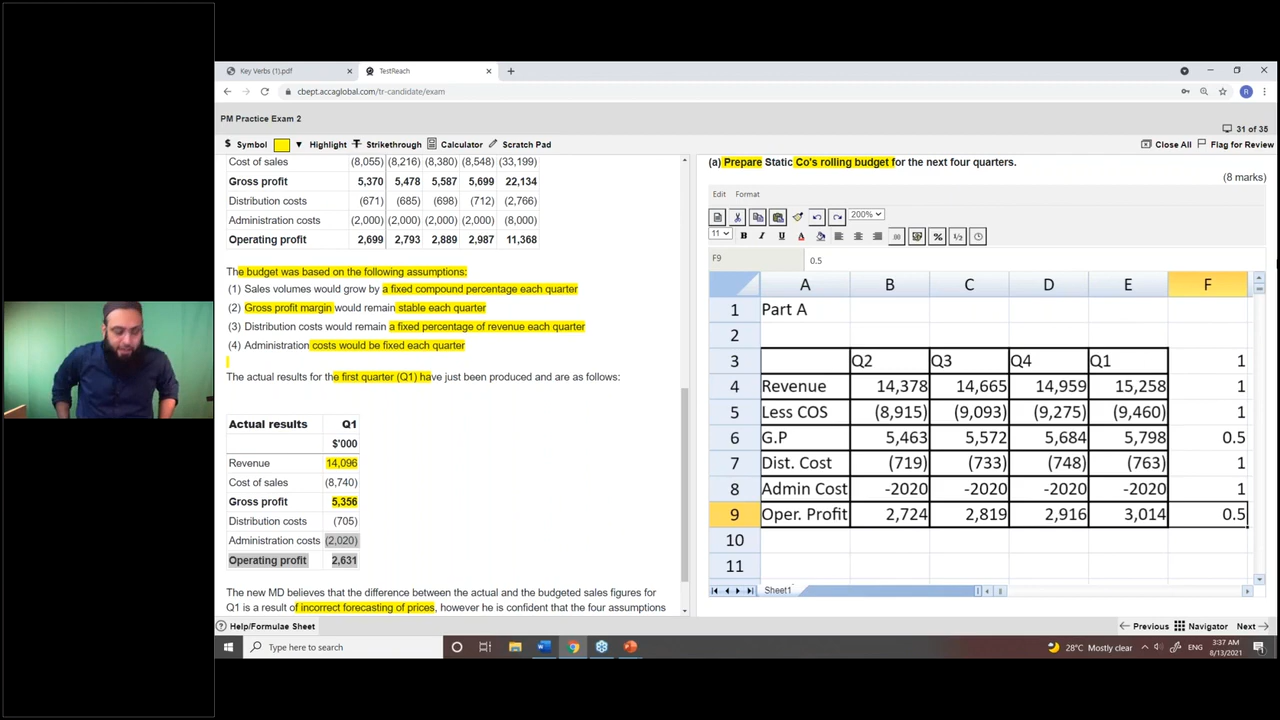 Key Verbs (1).pdf
TestReach
cbept.accaglobal.com/tr-candidate/exam
R
PM Practice Exam 2
31 of 35
$ Symbol Highlight Strikethrough Calculator Scratch Pad
Close All Flag for Review
Cost of sales (8,055) (8,216) (8,380) (8,548) (33,199)
Gross profit 5,370 5,478 5,587 5,699 22,134
Distribution costs (671) (685) (698) (712) (2,766)
Administration costs (2,000) (2,000) (2,000) (2,000) (8,000)
Operating profit 2,699 2,793 2,889 2,987 11,368
The budget was based on the following assumptions:
(1) Sales volumes would grow by a fixed compound percentage each quarter
(2) Gross profit margin would remain stable each quarter
(3) Distribution costs would remain a fixed percentage of revenue each quarter
(4) Administration costs would be fixed each quarter
The actual results for the first quarter (Q1) have just been produced and are as follows:
Actual results Q1
$'000
Revenue 14,096
Cost of sales (8,740)
Gross profit 5,356
Distribution costs (705)
Administration costs (2,020)
Operating profit 2,631
The new MD believes that the difference between the actual and the budgeted sales figures for
Q1 is a result of incorrect forecasting of prices, however he is confident that the four assumptions
(a) Prepare Static Co's rolling budget for the next four quarters.
(8 marks)
Edit Format
200%
11 B I U A .00 % 1/2
F9 0.5
A B C D E F
1 Part A
2
3 Q2 Q3 Q4 Q1 1
4 Revenue 14,378 14,665 14,959 15,258 1
5 Less COS (8,915) (9,093) (9,275) (9,460) 1
6 G.P 5,463 5,572 5,684 5,798 0.5
7 Dist. Cost (719) (733) (748) (763) 1
8 Admin Cost -2020 -2020 -2020 -2020 1
9 Oper. Profit 2,724 2,819 2,916 3,014 0.5
10
11
Sheet1
Help/Formulae Sheet
Previous Navigator Next
Type here to search
28°C Mostly clear ENG 3:37 AM
8/13/2021